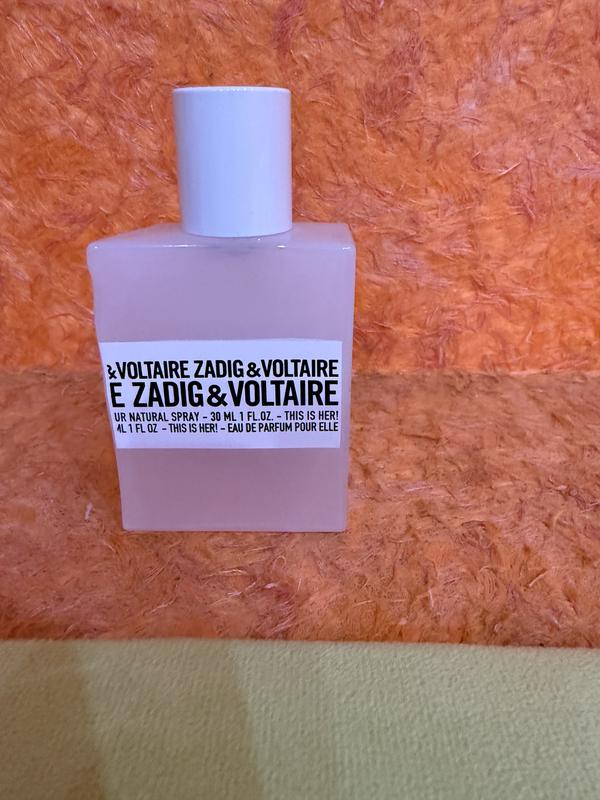 &VOLTAIRE ZADIG &VOLTAIRE
E ZADIG&VOLTAIRE
UR NATURAL SPRAY – 30 ML 1 FL.OZ. – THIS IS HER!
ML 1 FL OZ – THIS IS HER! – EAU DE PARFUM POUR ELLE